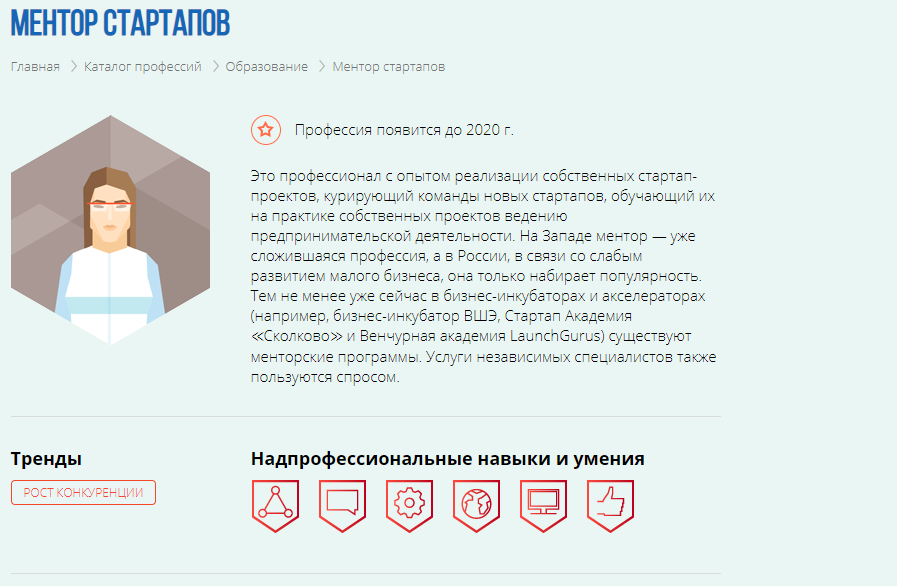 МЕНТОР СТАРТАПОВ
Главная > Каталог профессий > Образование > Ментор стартапов
Профессия появится до 2020 г.
Это профессионал с опытом реализации собственных стартап-
проектов, курирующий команды новых стартапов, обучающий их
на практике собственных проектов ведению
предпринимательской деятельности. На Западе ментор — уже
сложившаяся профессия, а в России, в связи со слабым
развитием малого бизнеса, она только набирает популярность.
Тем не менее уже сейчас в бизнес-инкубаторах и акселераторах
(например, бизнес-инкубатор ВШЭ, Стартап Академия
«Сколково» и Венчурная академия LaunchGurus) существуют
менторские программы. Услуги независимых специалистов также
пользуются спросом.
Тренды
РОСТ КОНКУРЕНЦИИ
Надпрофессиональные навыки и умения